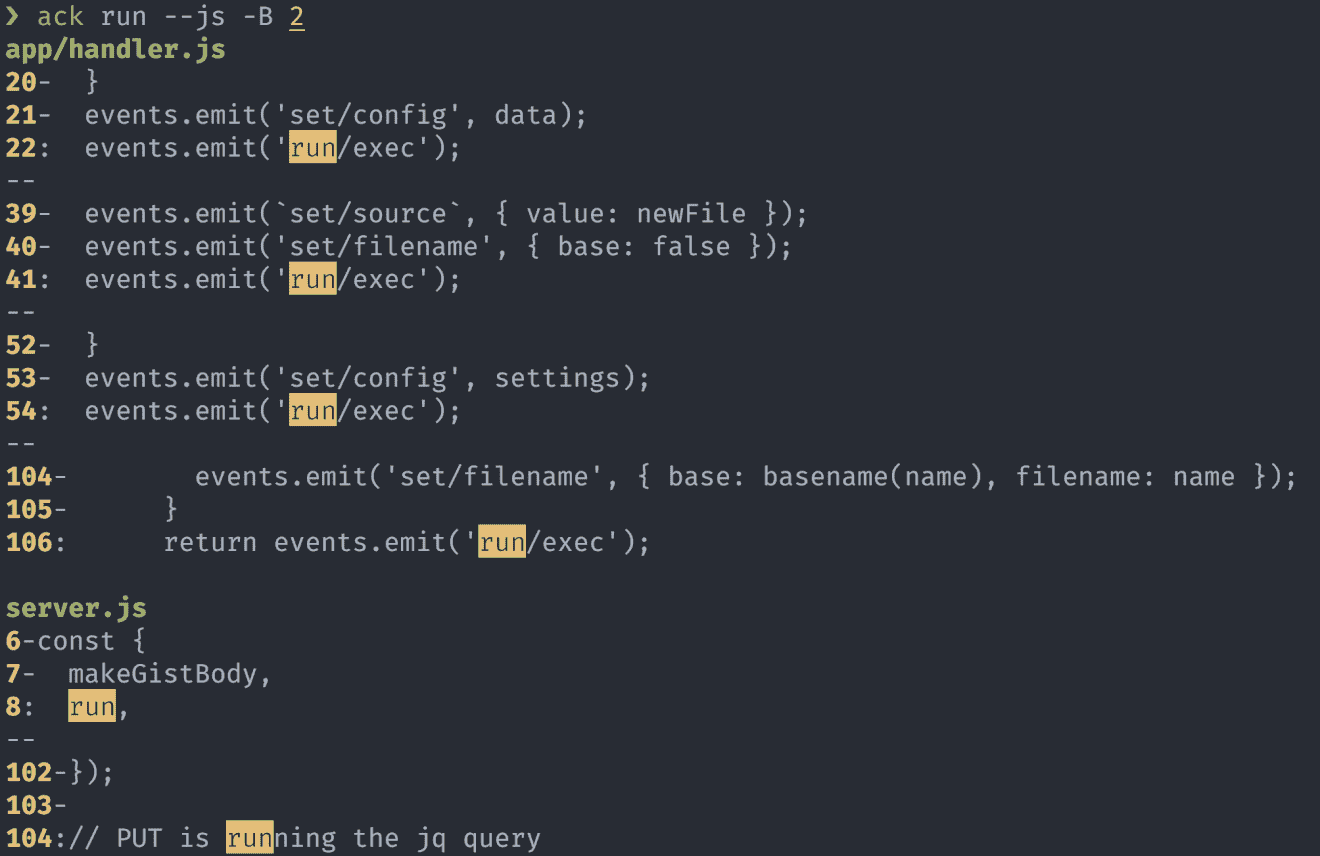 ❯ ack run --js -B 2
app/handler.js
20-  }
21-  events.emit('set/config', data);
22:  events.emit('run/exec');
--
39-  events.emit(`set/source`, { value: newFile });
40-  events.emit('set/filename', { base: false });
41:  events.emit('run/exec');
--
52-  }
53-  events.emit('set/config', settings);
54:  events.emit('run/exec');
--
104-        events.emit('set/filename', { base: basename(name), filename: name });
105-      }
106:      return events.emit('run/exec');

server.js
6-const {
7-  makeGistBody,
8:  run,
--
102-});
103-
104:// PUT is running the jq query